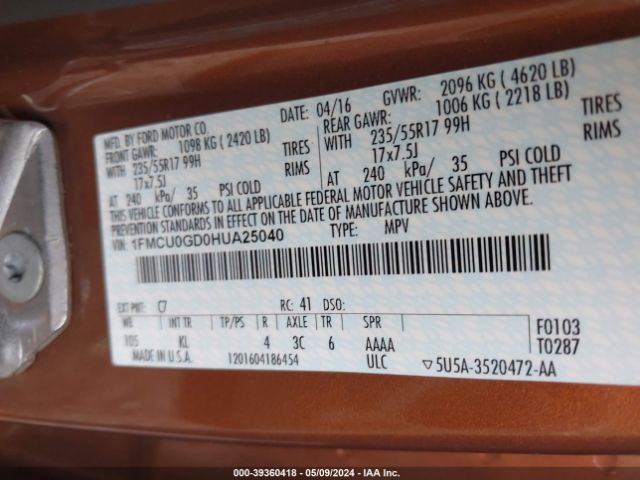 MFD. BY FORD MOTOR CO.
DATE: 04/16 GVWR: 2096 KG ( 4620 LB)
FRONT GAWR: 1098 KG ( 2420 LB) REAR GAWR: 1006 KG ( 2218 LB)
WITH 235/55R17 99H TIRES WITH 235/55R17 99H TIRES
17x7.5J RIMS 17x7.5J RIMS
AT 240 kPa/ 35 PSI COLD AT 240 kPa/ 35 PSI COLD
THIS VEHICLE CONFORMS TO ALL APPLICABLE FEDERAL MOTOR VEHICLE SAFETY AND THEFT
PREVENTION STANDARDS IN EFFECT ON THE DATE OF MANUFACTURE SHOWN ABOVE.
VIN: 1FMCU0GD0HUA25040 TYPE: MPV
EXT PNT: C7 RC: 41 DSO:
WB INT TR TP/PS R AXLE TR SPR
105 KL 4 3C 6 AAAA
F0103
T0287
MADE IN U.S.A. 1201604186454 ULC ▽5U5A-3520472-AA
000-39360418 - 05/09/2024 - IAA Inc.